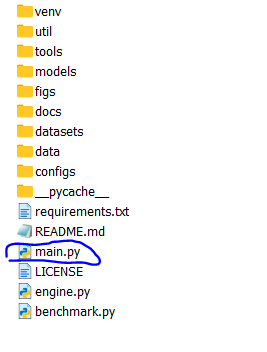 venv
util
tools
models
figs
docs
datasets
data
configs
__pycache__
requirements.txt
README.md
main.py
LICENSE
engine.py
benchmark.py